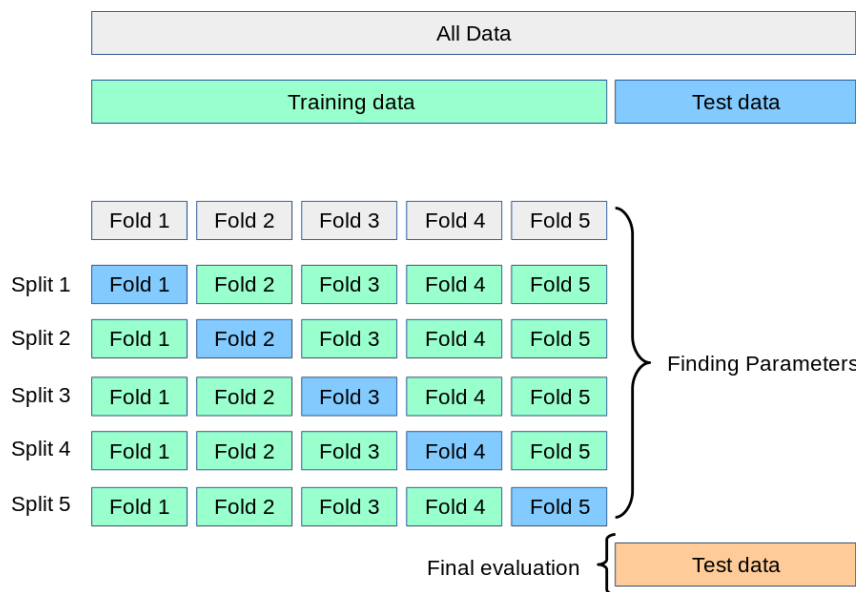 All Data
Training data Test data
Fold 1 Fold 2 Fold 3 Fold 4 Fold 5
Split 1 Fold 1 Fold 2 Fold 3 Fold 4 Fold 5
Split 2 Fold 1 Fold 2 Fold 3 Fold 4 Fold 5
Finding Parameters
Split 3 Fold 1 Fold 2 Fold 3 Fold 4 Fold 5
Split 4 Fold 1 Fold 2 Fold 3 Fold 4 Fold 5
Split 5 Fold 1 Fold 2 Fold 3 Fold 4 Fold 5
Final evaluation Test data